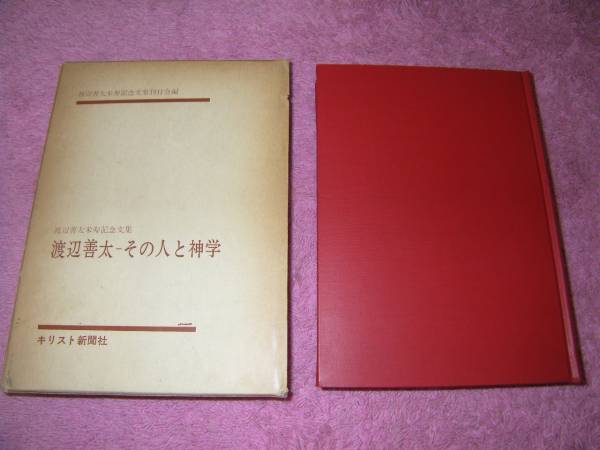 渡辺善太米寿記念文集刊行会編
渡辺善太米寿記念文集
渡辺善太-その人と神学
キリスト新聞社